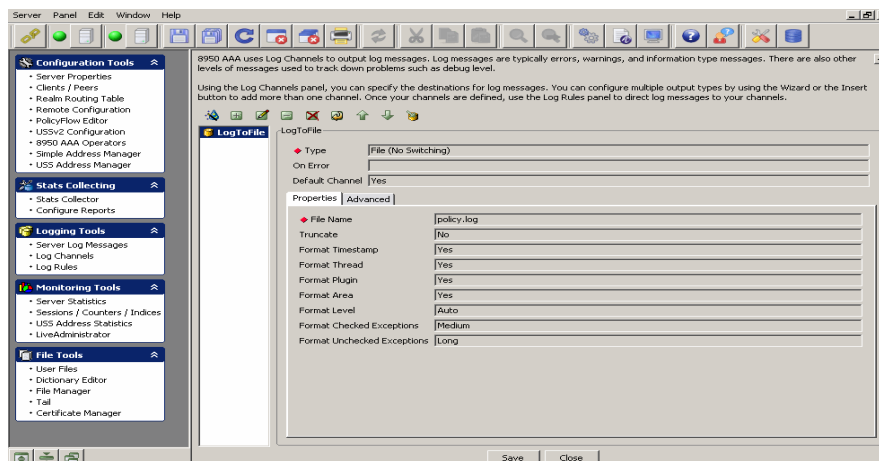 Server Panel Edit Window Help
Configuration Tools
Server Properties
Clients / Peers
Realm Routing Table
Remote Configuration
PolicyFlow Editor
USSv2 Configuration
8950 AAA Operators
Simple Address Manager
USS Address Manager
Stats Collecting
Stats Collector
Configure Reports
Logging Tools
Server Log Messages
Log Channels
Log Rules
Monitoring Tools
Server Statistics
Sessions / Counters / Indices
USS Address Statistics
LiveAdministrator
File Tools
User Files
Dictionary Editor
File Manager
Tail
Certificate Manager
8950 AAA uses Log Channels to output log messages. Log messages are typically errors, warnings, and information type messages. There are also other
levels of messages used to track down problems such as debug level.
Using the Log Channels panel, you can specify the destinations for log messages. You can configure multiple output types by using the Wizard or the Insert
button to add more than one channel. Once your channels are defined, use the Log Rules panel to direct log messages to your channels.
LogToFile
LogToFile
Type File (No Switching)
On Error
Default Channel Yes
Properties Advanced
File Name policy.log
Truncate No
Format Timestamp Yes
Format Thread Yes
Format Plugin Yes
Format Area Yes
Format Level Auto
Format Checked Exceptions Medium
Format Unchecked Exceptions Long
Save Close